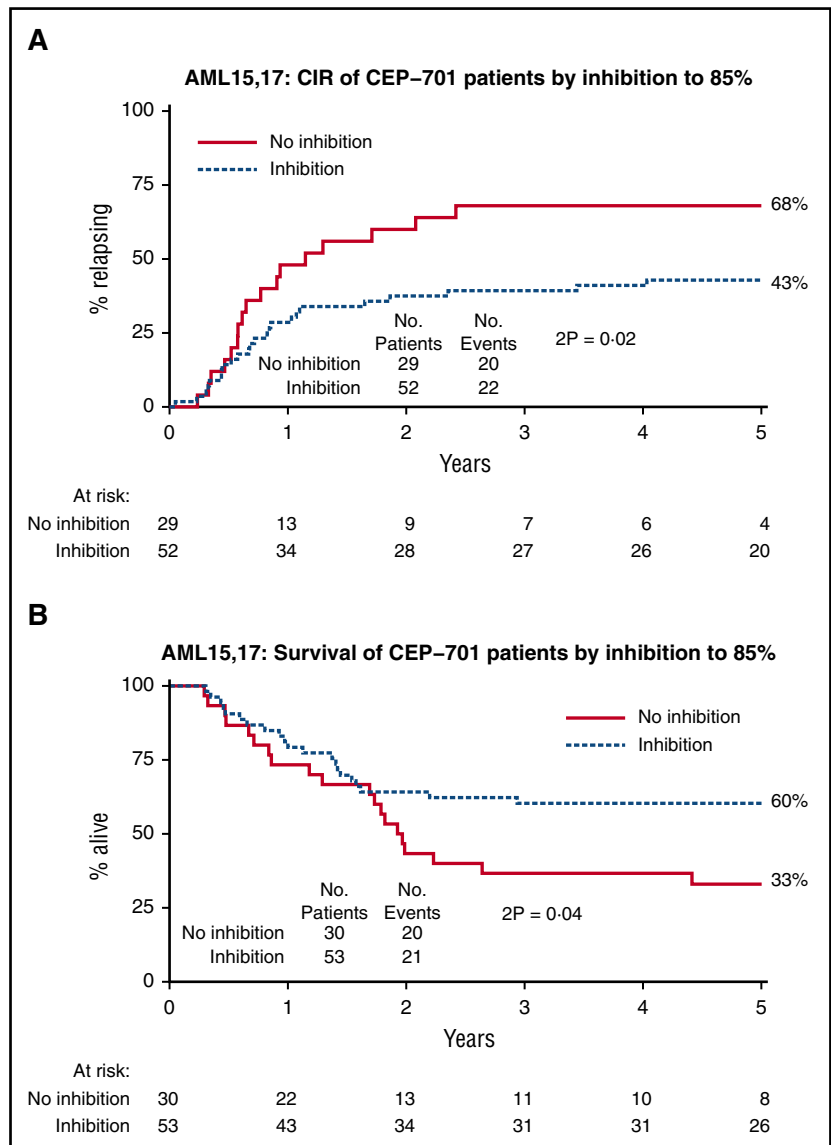 A
AML15,17: CIR of CEP–701 patients by inhibition to 85%
100
75
50
25
0
% relapsing
No inhibition
Inhibition
68%
43%
No. Patients No. Events
No inhibition 29 20
Inhibition 52 22
2P = 0·02
0 1 2 3 4 5
Years
At risk:
No inhibition 29 13 9 7 6 4
Inhibition 52 34 28 27 26 20
B
AML15,17: Survival of CEP–701 patients by inhibition to 85%
100
75
50
25
0
% alive
No inhibition
Inhibition
60%
33%
No. Patients No. Events
No inhibition 30 20
Inhibition 53 21
2P = 0·04
0 1 2 3 4 5
Years
At risk:
No inhibition 30 22 13 11 10 8
Inhibition 53 43 34 31 31 26